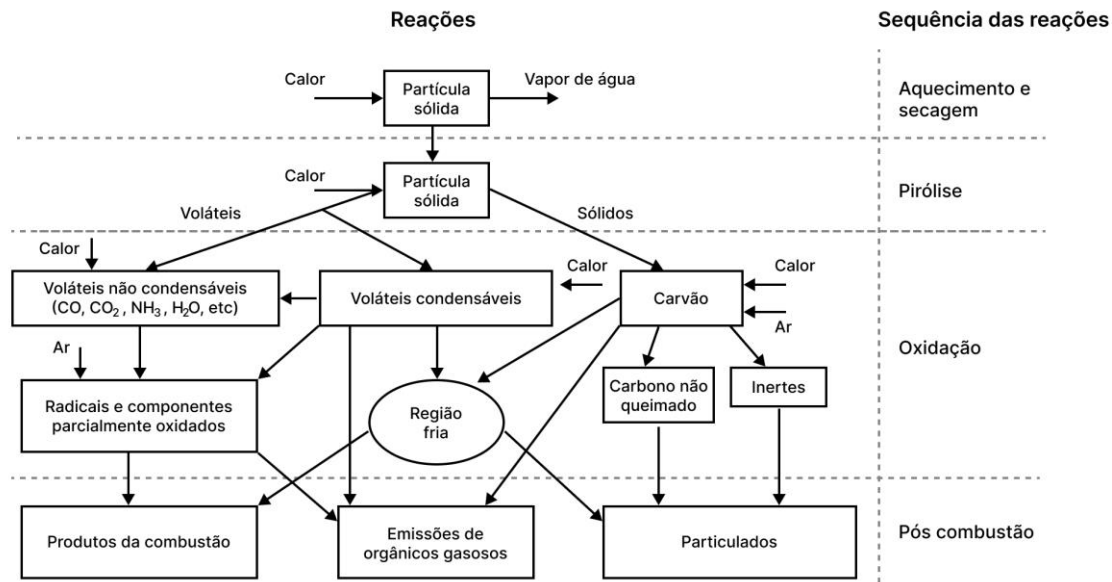 Reações
Sequência das reações
Calor
Vapor de água
Partícula
sólida
Aquecimento e
secagem
Calor
Partícula
sólida
Pirólise
Voláteis
Sólidos
Calor
Voláteis não condensáveis
(CO, CO₂ , NH₃ , H₂O, etc)
Voláteis condensáveis
Calor
Carvão
Calor
Ar
Oxidação
Ar
Radicais e componentes
parcialmente oxidados
Região
fria
Carbono não
queimado
Inertes
Produtos da combustão
Emissões de
orgânicos gasosos
Particulados
Pós combustão